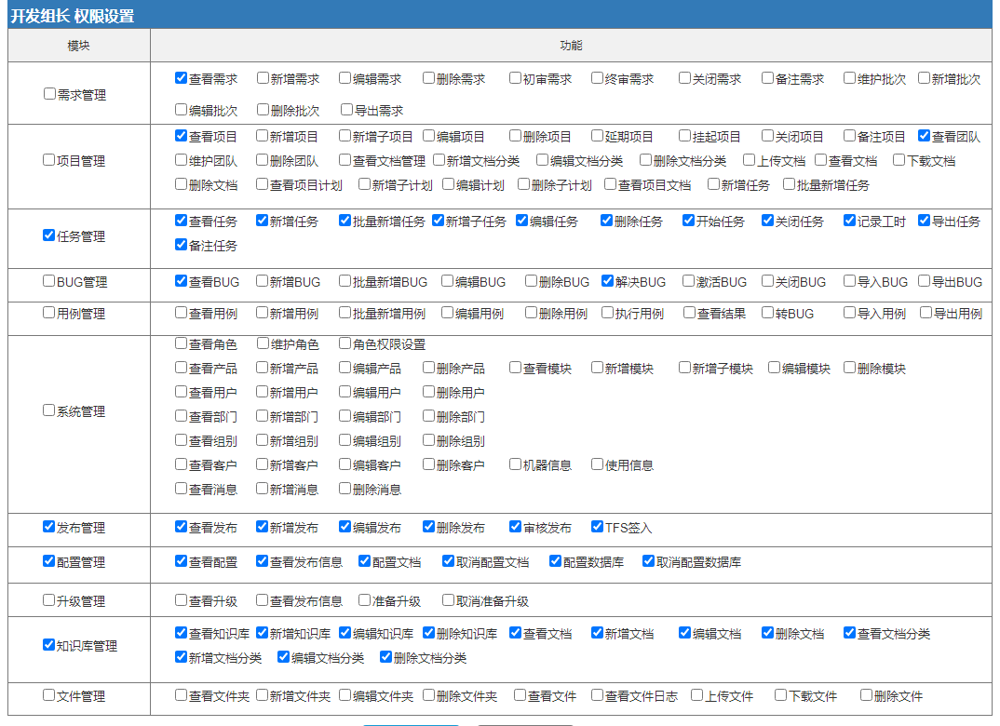 开发组长 权限设置
模块 功能
查看需求 新增需求 编辑需求 删除需求 初审需求 终审需求 关闭需求 备注需求 维护批次 新增批次
需求管理
编辑批次 删除批次 导出需求
查看项目 新增项目 新增子项目 编辑项目 删除项目 延期项目 挂起项目 关闭项目 备注项目 查看团队
项目管理 维护团队 删除团队 查看文档管理 新增文档分类 编辑文档分类 删除文档分类 上传文档 查看文档 下载文档
删除文档 查看项目计划 新增子计划 编辑计划 删除子计划 查看项目文档 新增任务 批量新增任务
查看任务 新增任务 批量新增任务 新增子任务 编辑任务 删除任务 开始任务 关闭任务 记录工时 导出任务
任务管理
备注任务
BUG管理 查看BUG 新增BUG 批量新增BUG 编辑BUG 删除BUG 解决BUG 激活BUG 关闭BUG 导入BUG 导出BUG
用例管理 查看用例 新增用例 批量新增用例 编辑用例 删除用例 执行用例 查看结果 转BUG 导入用例 导出用例
查看角色 维护角色 角色权限设置
查看产品 新增产品 编辑产品 删除产品 查看模块 新增模块 新增子模块 编辑模块 删除模块
查看用户 新增用户 编辑用户 删除用户
系统管理 查看部门 新增部门 编辑部门 删除部门
查看组别 新增组别 编辑组别 删除组别
查看客户 新增客户 编辑客户 删除客户 机器信息 使用信息
查看消息 新增消息 删除消息
发布管理 查看发布 新增发布 编辑发布 删除发布 审核发布 TFS签入
配置管理 查看配置 查看发布信息 配置文档 取消配置文档 配置数据库 取消配置数据库
升级管理 查看升级 查看发布信息 准备升级 取消准备升级
查看知识库 新增知识库 编辑知识库 删除知识库 查看文档 新增文档 编辑文档 删除文档 查看文档分类
知识库管理
新增文档分类 编辑文档分类 删除文档分类
文件管理 查看文件夹 新增文件夹 编辑文件夹 删除文件夹 查看文件 查看文件日志 上传文件 下载文件 删除文件